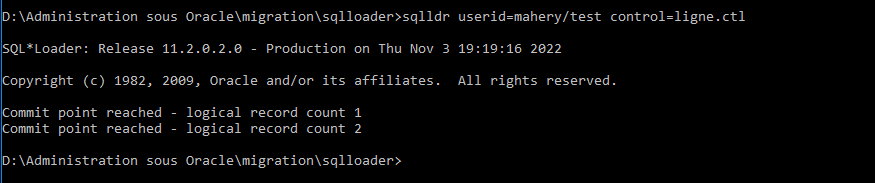 D:\Administration sous Oracle\migration\sqlloader>sqlldr userid=mahery/test control=ligne.ctl
SQL*Loader: Release 11.2.0.2.0 - Production on Thu Nov 3 19:19:16 2022
Copyright (c) 1982, 2009, Oracle and/or its affiliates.  All rights reserved.
Commit point reached - logical record count 1
Commit point reached - logical record count 2
D:\Administration sous Oracle\migration\sqlloader>